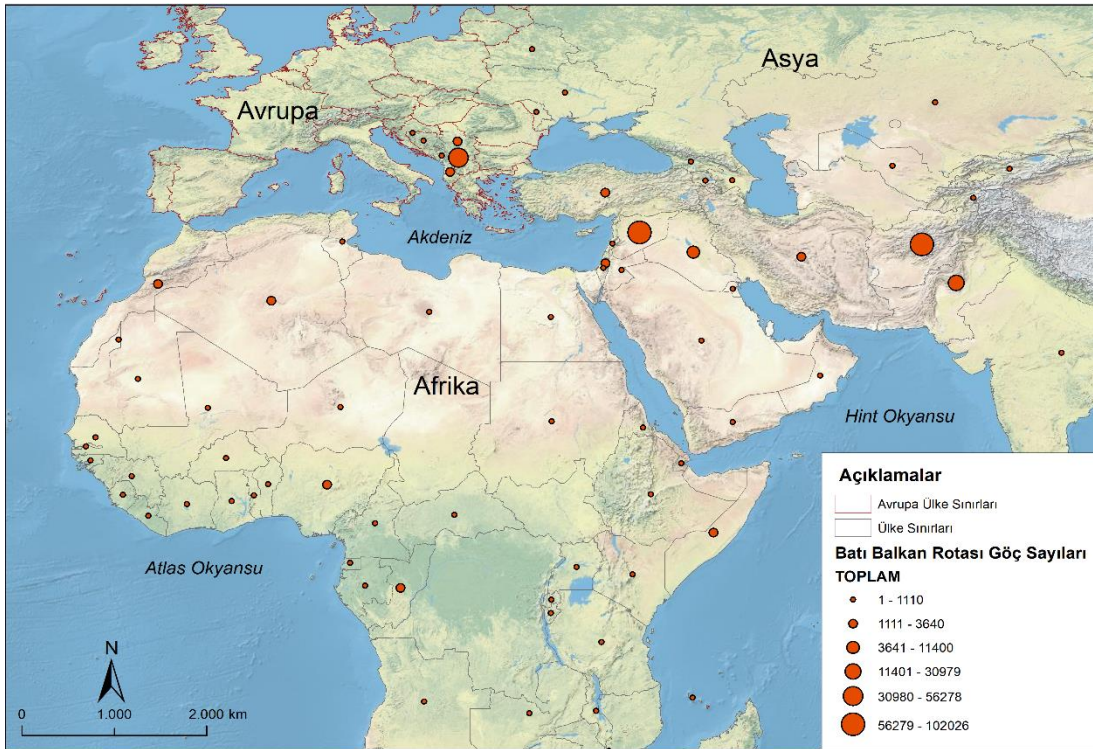 Asya
Avrupa
Akdeniz
Afrika
Hint Okyansu
Atlas Okyansu
N
0 1.000 2.000 km
Açıklamalar
Avrupa Ülke Sınırları
Ülke Sınırları
Batı Balkan Rotası Göç Sayıları
TOPLAM
1 - 1110
1111 - 3640
3641 - 11400
11401 - 30979
30980 - 56278
56279 - 102026